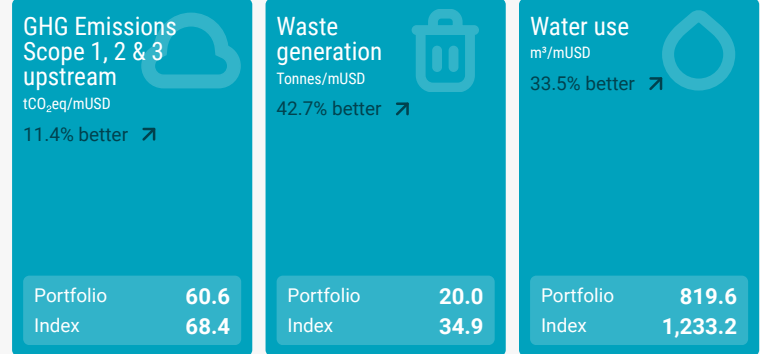 GHG Emissions
Scope 1, 2 & 3
upstream
tCO₂eq/mUSD
11.4% better
Portfolio 60.6
Index 68.4
Waste
generation
Tonnes/mUSD
42.7% better
Portfolio 20.0
Index 34.9
Water use
m³/mUSD
33.5% better
Portfolio 819.6
Index 1,233.2